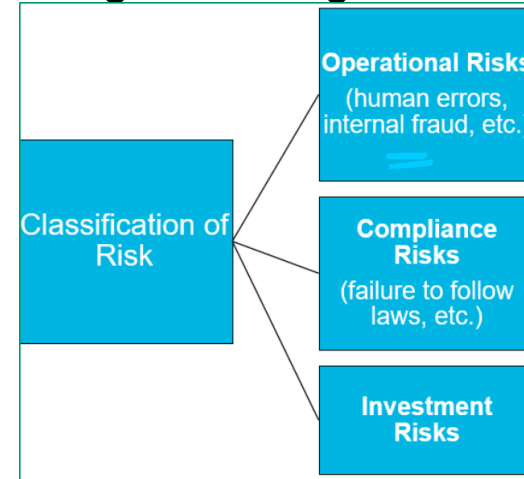 Classification of
Risk
Operational Risks
(human errors,
internal fraud, etc.
Compliance
Risks
(failure to follow
laws, etc.)
Investment
Risks